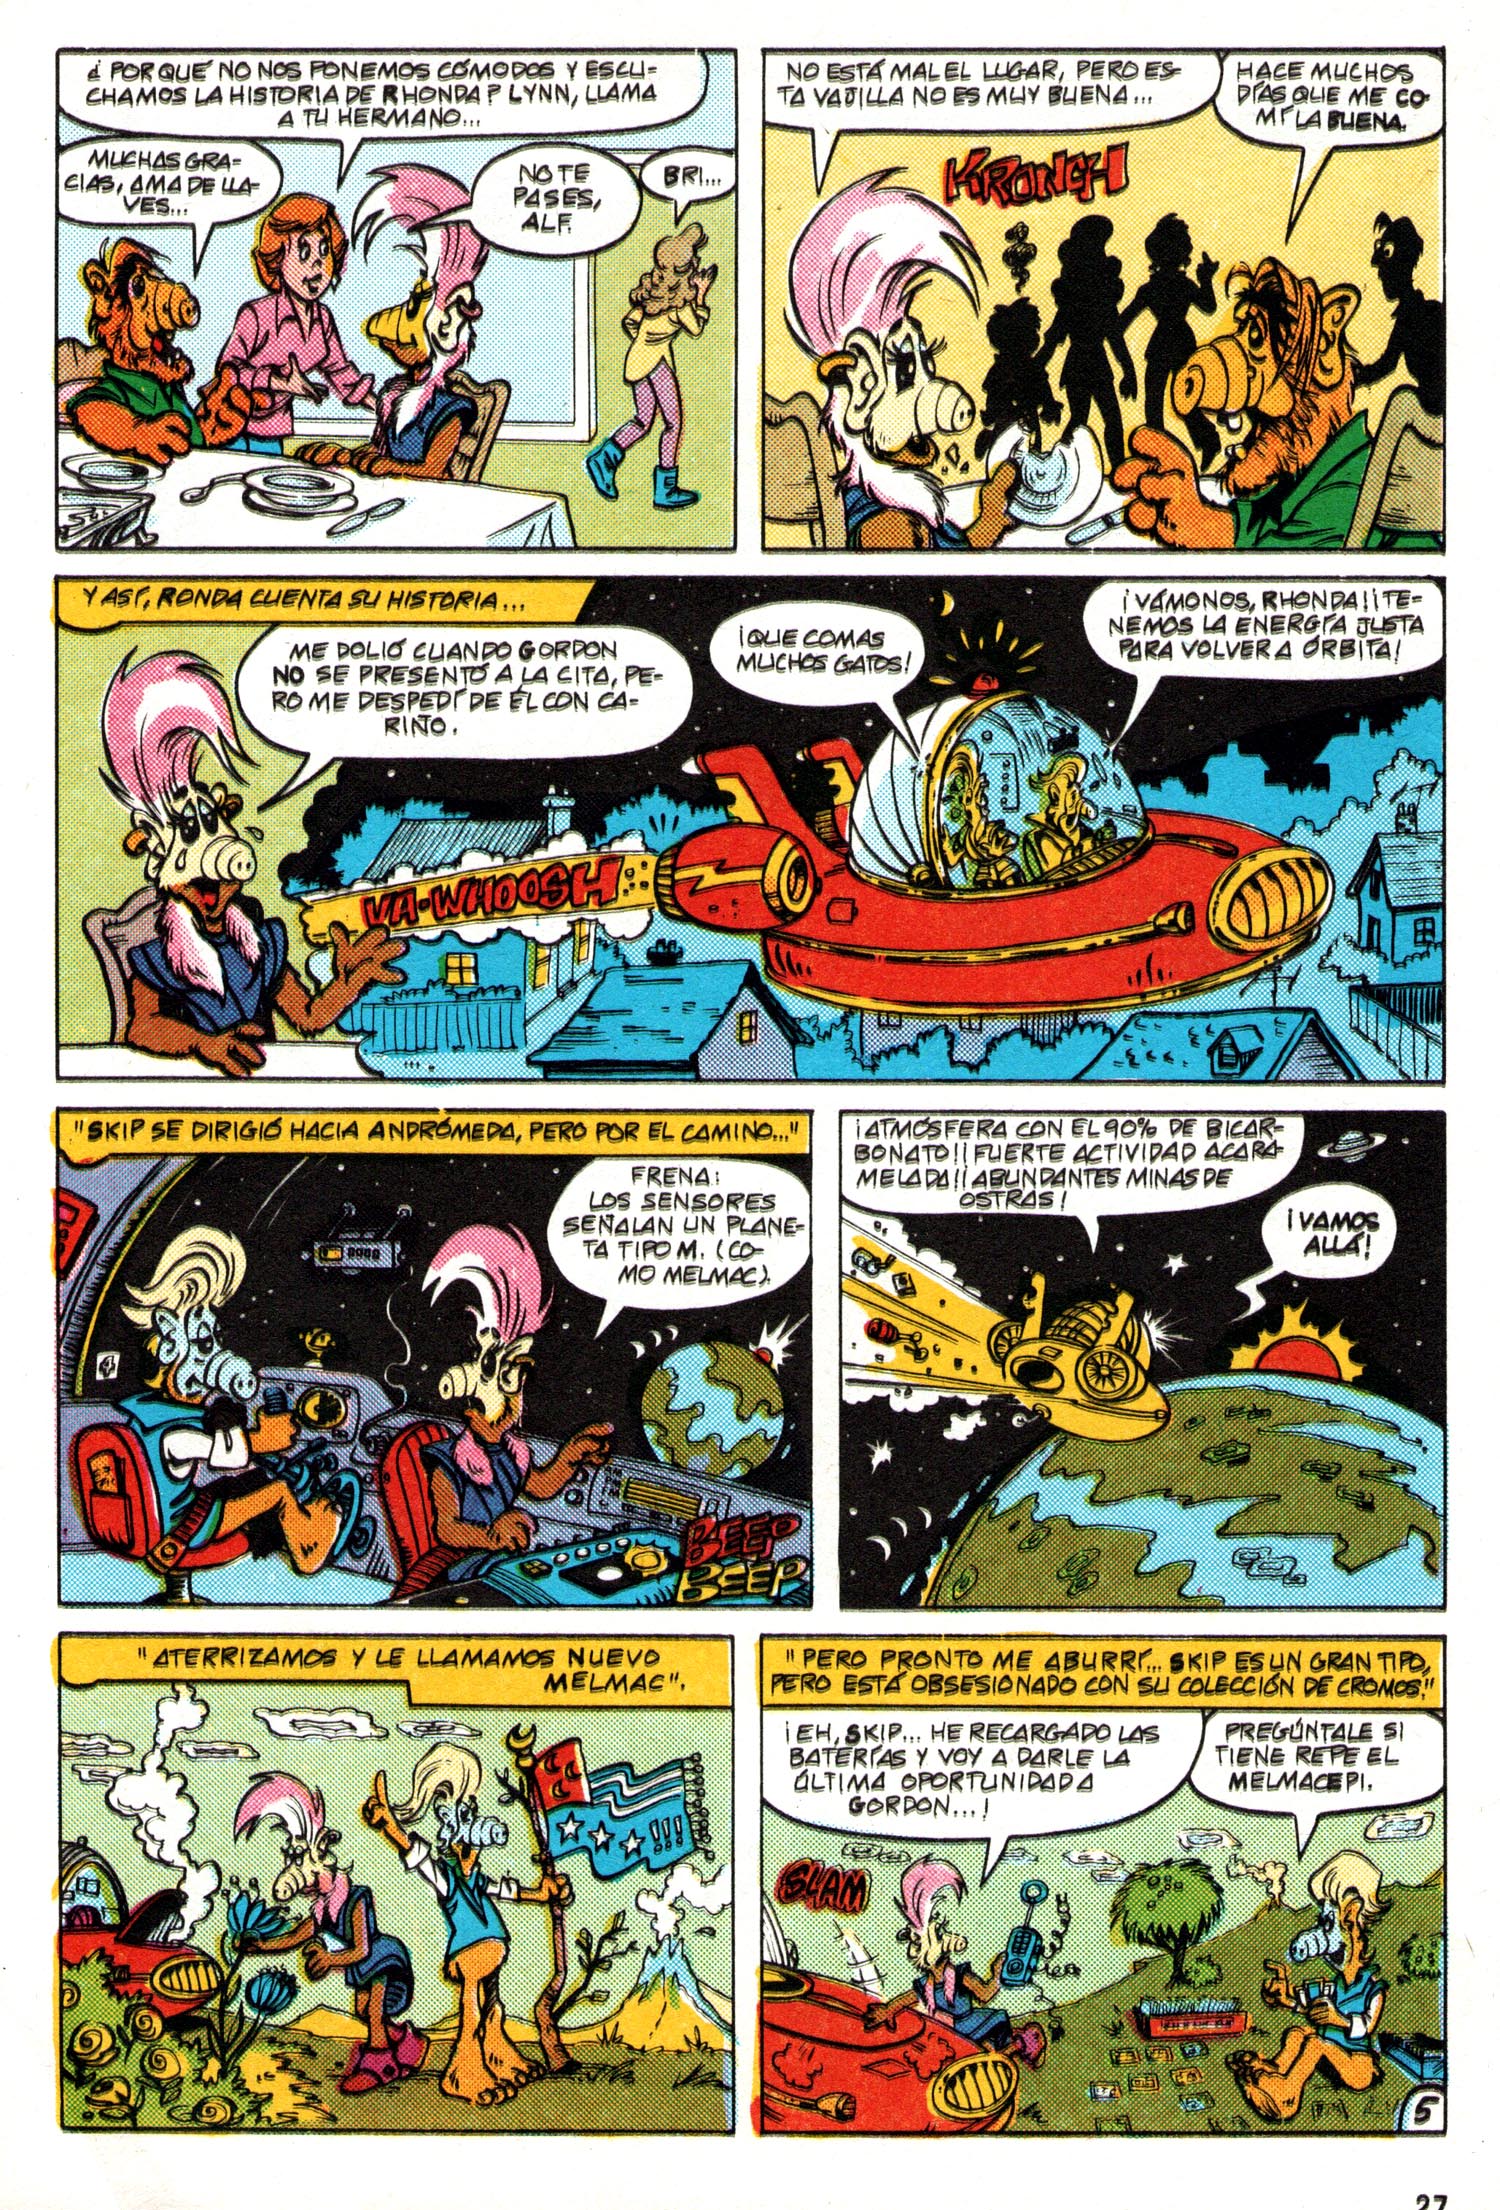 ¿POR QUÉ NO NOS PONEMOS CÓMODOS Y ESCU-
CHAMOS LA HISTORIA DE RHONDA? LYNN, LLAMA
A TU HERMANO...
MUCHAS GRA-
CIAS, AMA DE LLA-
VES...
NO TE
PASES,
ALF.
BRI...
NO ESTÁ MAL EL LUGAR, PERO ES-
TA VAJILLA NO ES MUY BUENA...
KRONCH
HACE MUCHOS
DÍAS QUE ME CO-
MÍ LA BUENA.
Y ASÍ, RONDA CUENTA SU HISTORIA...
ME DOLIÓ CUANDO GORDON
NO SE PRESENTÓ A LA CITA, PE-
RO ME DESPEDÍ DE ÉL CON CA-
RIÑO.
¡QUE COMAS
MUCHOS GATOS!
¡VÁMONOS, RHONDA! ¡TE-
NEMOS LA ENERGÍA JUSTA
PARA VOLVER A ÓRBITA!
VA-WHOOSH
"SKIP SE DIRIGIÓ HACIA ANDRÓMEDA, PERO POR EL CAMINO..."
FRENA:
LOS SENSORES
SEÑALAN UN PLANE-
TA TIPO M. (CO-
MO MELMAC).
BEEP
BEEP
¡ATMÓSFERA CON EL 90% DE BICAR-
BONATO! ¡FUERTE ACTIVIDAD ACARA-
MELADA! ¡ABUNDANTES MINAS DE
OSTRAS!
¡VAMOS
ALLÁ!
"ATERRIZAMOS Y LE LLAMAMOS NUEVO
MELMAC".
"PERO PRONTO ME ABURRÍ... SKIP ES UN GRAN TIPO,
PERO ESTÁ OBSESIONADO CON SU COLECCIÓN DE CROMOS."
¡EH, SKIP... HE RECARGADO LAS
BATERÍAS Y VOY A DARLE LA
ÚLTIMA OPORTUNIDAD A
GORDON...!
PREGÚNTALE SI
TIENE REPE EL
MELMACEPI.
SLAM
5
27